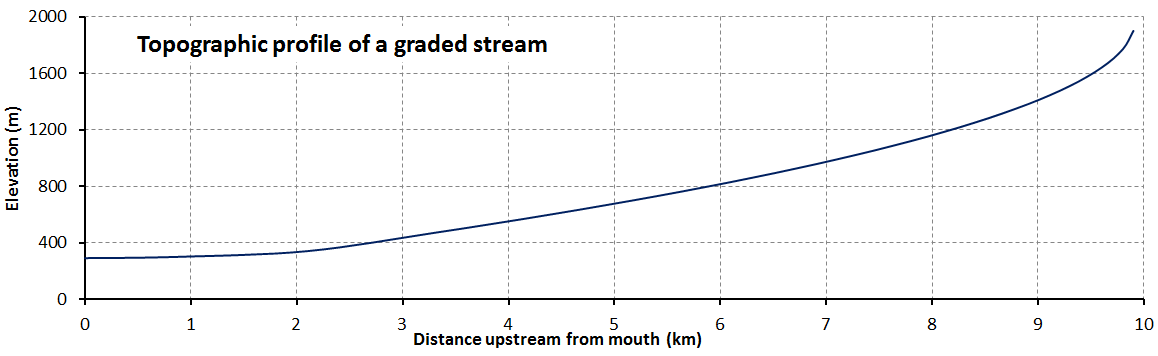 Topographic profile of a graded stream
Elevation (m)
2000
1600
1200
800
400
0
0 1 2 3 4 5 6 7 8 9 10
Distance upstream from mouth (km)